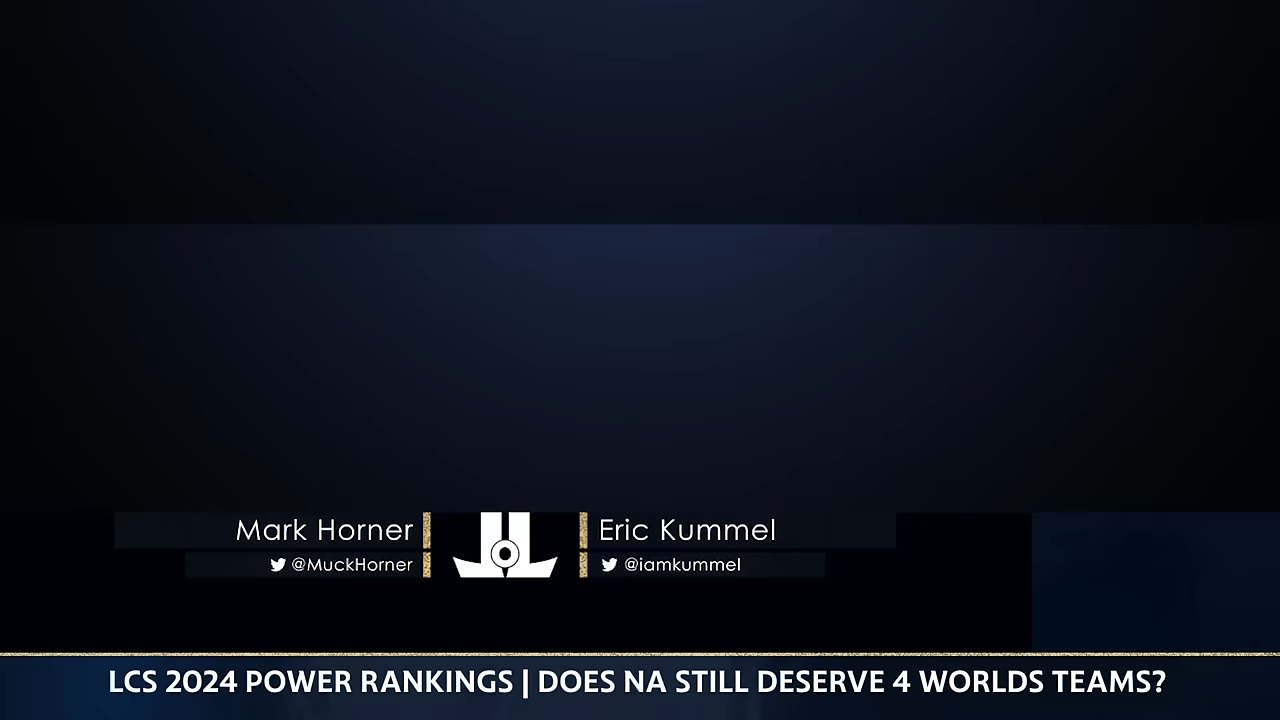 Mark Horner
@MuckHorner
Eric Kummel
@iamkummel
LCS 2024 POWER RANKINGS | DOES NA STILL DESERVE 4 WORLDS TEAMS?